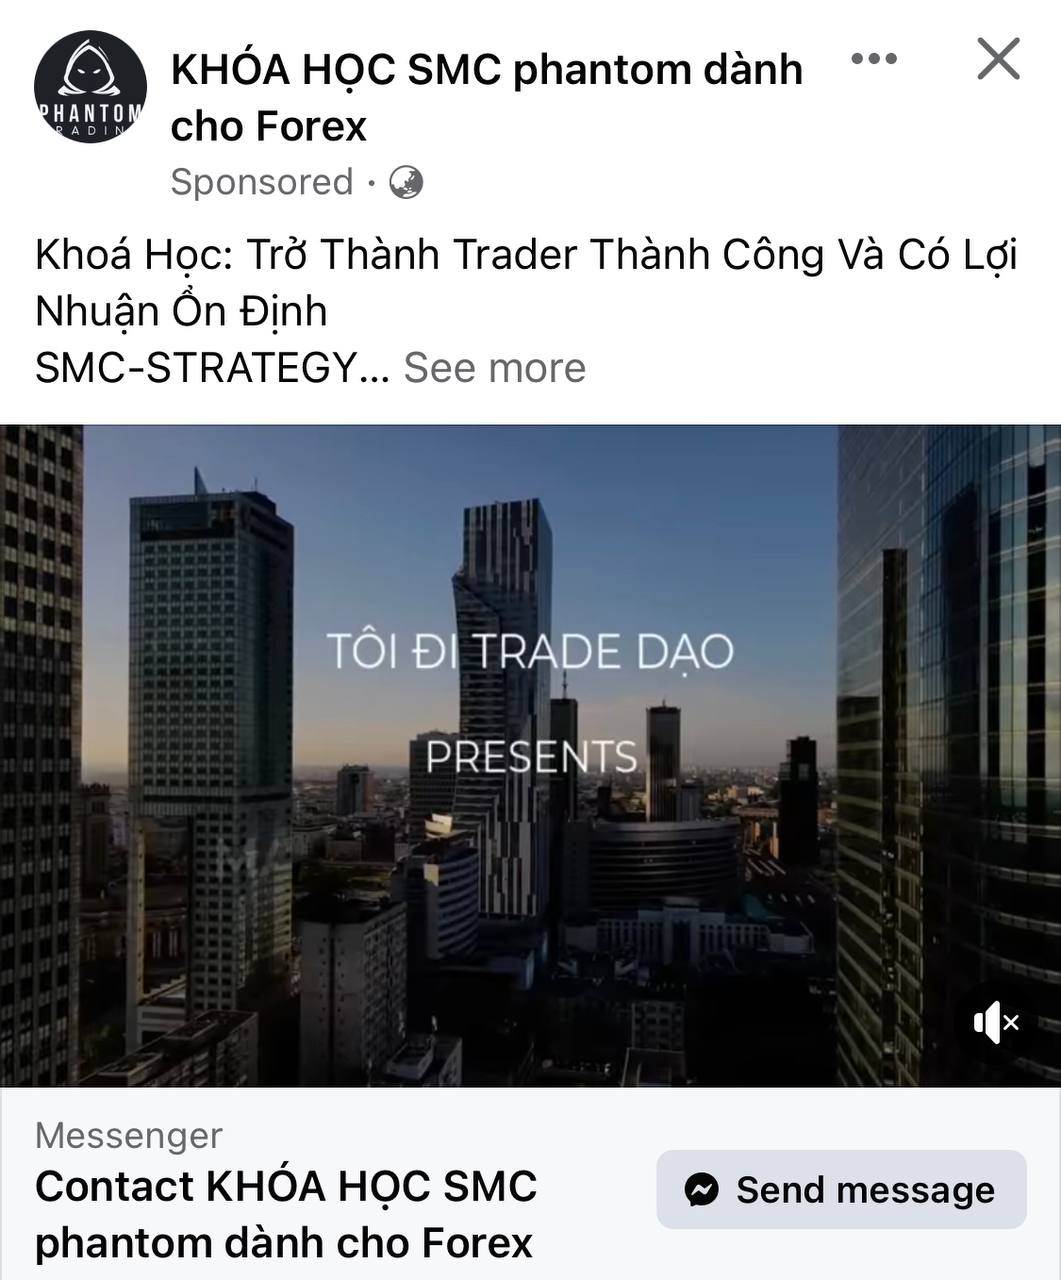 PHANTOM
RADIN
KHÓA HỌC SMC phantom dành
cho Forex
Sponsored ·
Khoá Học: Trở Thành Trader Thành Công Và Có Lợi
Nhuận Ổn Định
SMC-STRATEGY... See more
TÔI ĐI TRADE DẠO
PRESENTS
Messenger
Contact KHÓA HỌC SMC
phantom dành cho Forex
Send message